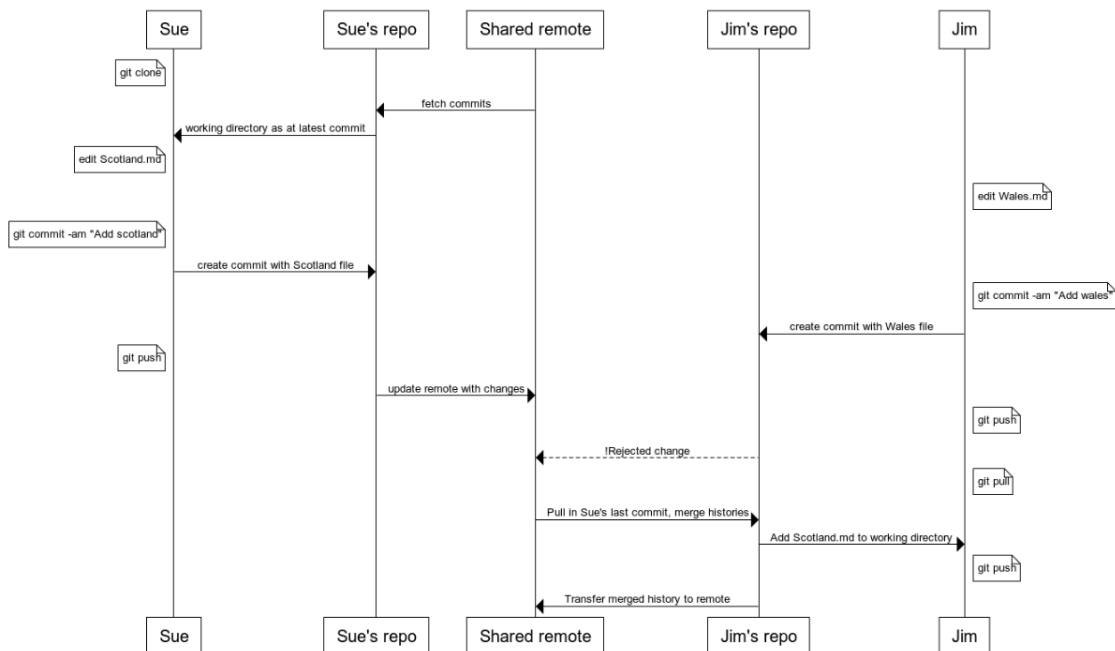 Sue
Sue's repo
Shared remote
Jim's repo
Jim
git clone
fetch commits
working directory as at latest commit
edit Scotland.md
edit Wales.md
git commit -am "Add scotland"
create commit with Scotland file
git commit -am "Add wales"
create commit with Wales file
git push
update remote with changes
git push
!Rejected change
git pull
Pull in Sue's last commit, merge histories
Add Scotland.md to working directory
git push
Transfer merged history to remote
Sue
Sue's repo
Shared remote
Jim's repo
Jim